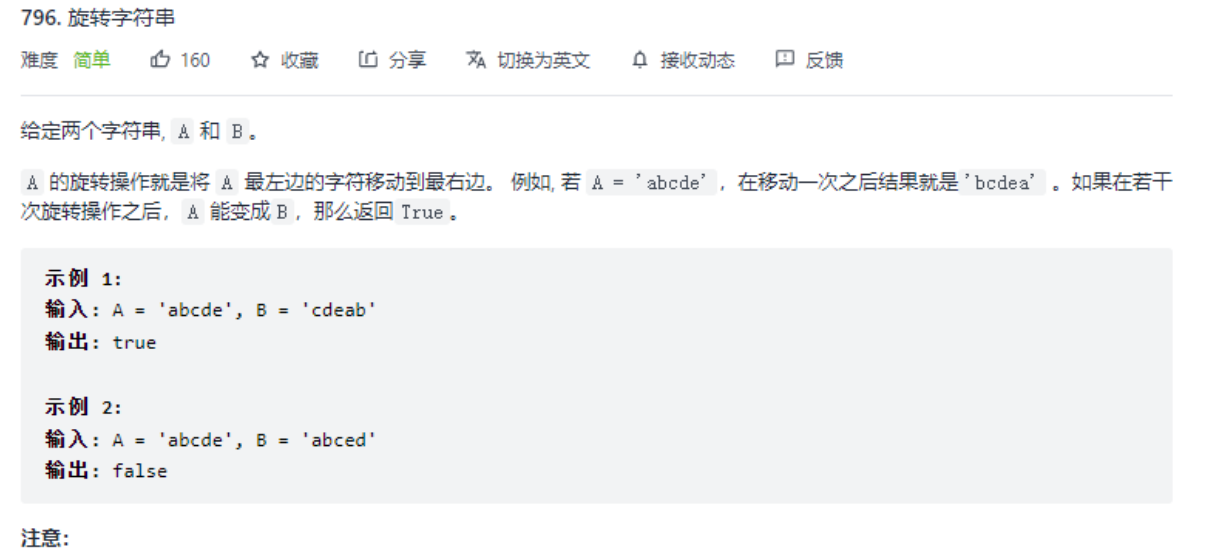 796. 旋转字符串
难度 简单 160 收藏 分享 切换为英文 接收动态 反馈
给定两个字符串, A 和 B。
A 的旋转操作就是将 A 最左边的字符移动到最右边。 例如, 若 A = 'abcde'，在移动一次之后结果就是'bcdea' 。如果在若干
次旋转操作之后，A 能变成B，那么返回True。
示例 1:
输入: A = 'abcde', B = 'cdeab'
输出: true
示例 2:
输入: A = 'abcde', B = 'abced'
输出: false
注意: